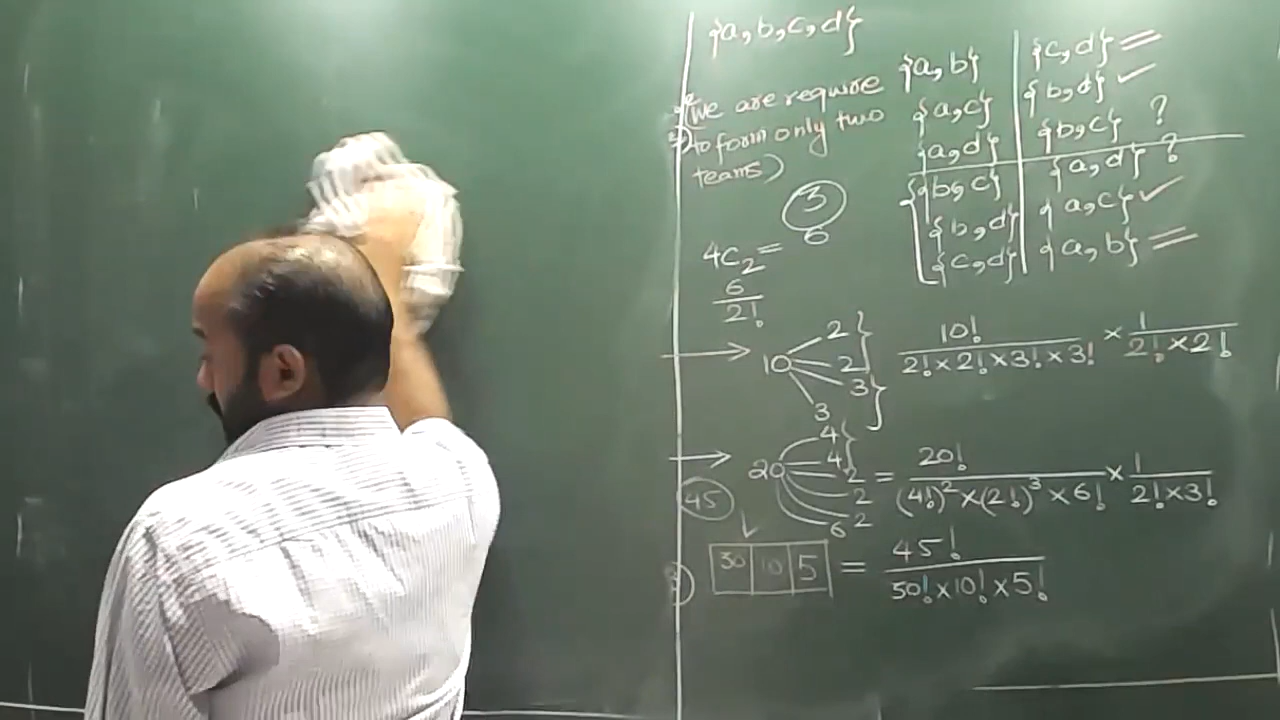 {a, b, c, d}
(we are require
to form only two
teams)
{a, b} {c, d}
{a, c} {b, d} ✓
{a, d} {b, c} ?
{b, c} {a, d} ?
{b, d} {a, c} ✓
{c, d} {a, b}
3
4C₂ = 6
6/2!
10 2 2 3 3 10!/(2! × 2! × 3! × 3!) × 1/(2! × 2!)
20 4 4 2 2 2 6 = 20!/((4!)² × (2!)³ × 6!) × 1/(2! × 3!)
45
30 10 5 = 45!/(30! × 10! × 5!)